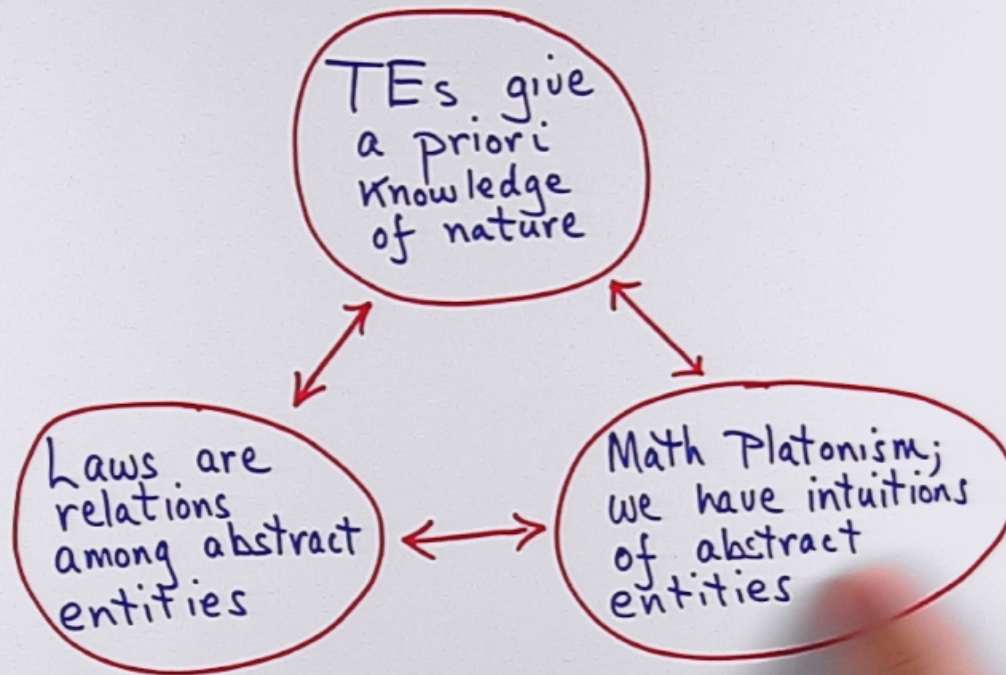 TEs give
a priori
knowledge
of nature
Laws are
relations
among abstract
entities
Math Platonism;
we have intuitions
of abstract
entities